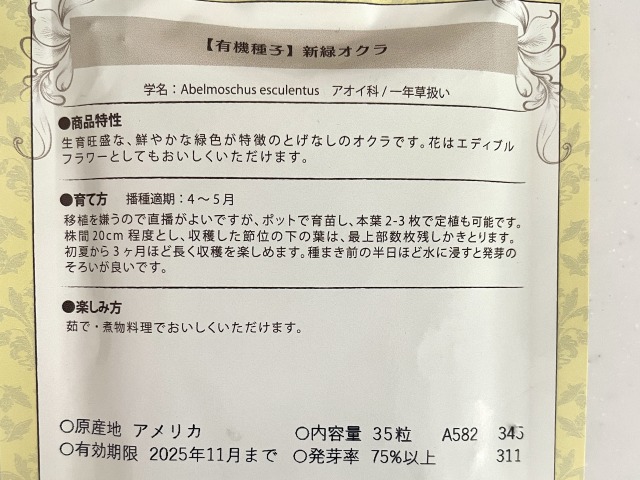 【有機種子】新緑オクラ
学名：Abelmoschus esculentus　アオイ科/一年草扱い
●商品特性
生育旺盛な、鮮やかな緑色が特徴のとげなしのオクラです。花はエディブル
フラワーとしてもおいしくいただけます。
●育て方　播種適期：4～5月
移植を嫌うので直播がよいですが、ポットで育苗し、本葉2-3枚で定植も可能です。
株間20cm程度とし、収穫した節位の下の葉は、最上部数枚残しかきとります。
初夏から3ヶ月ほど長く収穫を楽しめます。種まき前の半日ほど水に浸すと発芽の
そろいが良いです。
●楽しみ方
茹で・煮物料理でおいしくいただけます。
○原産地　アメリカ　○内容量　35粒　A582　345
○有効期限　2025年11月まで　○発芽率　75%以上　311